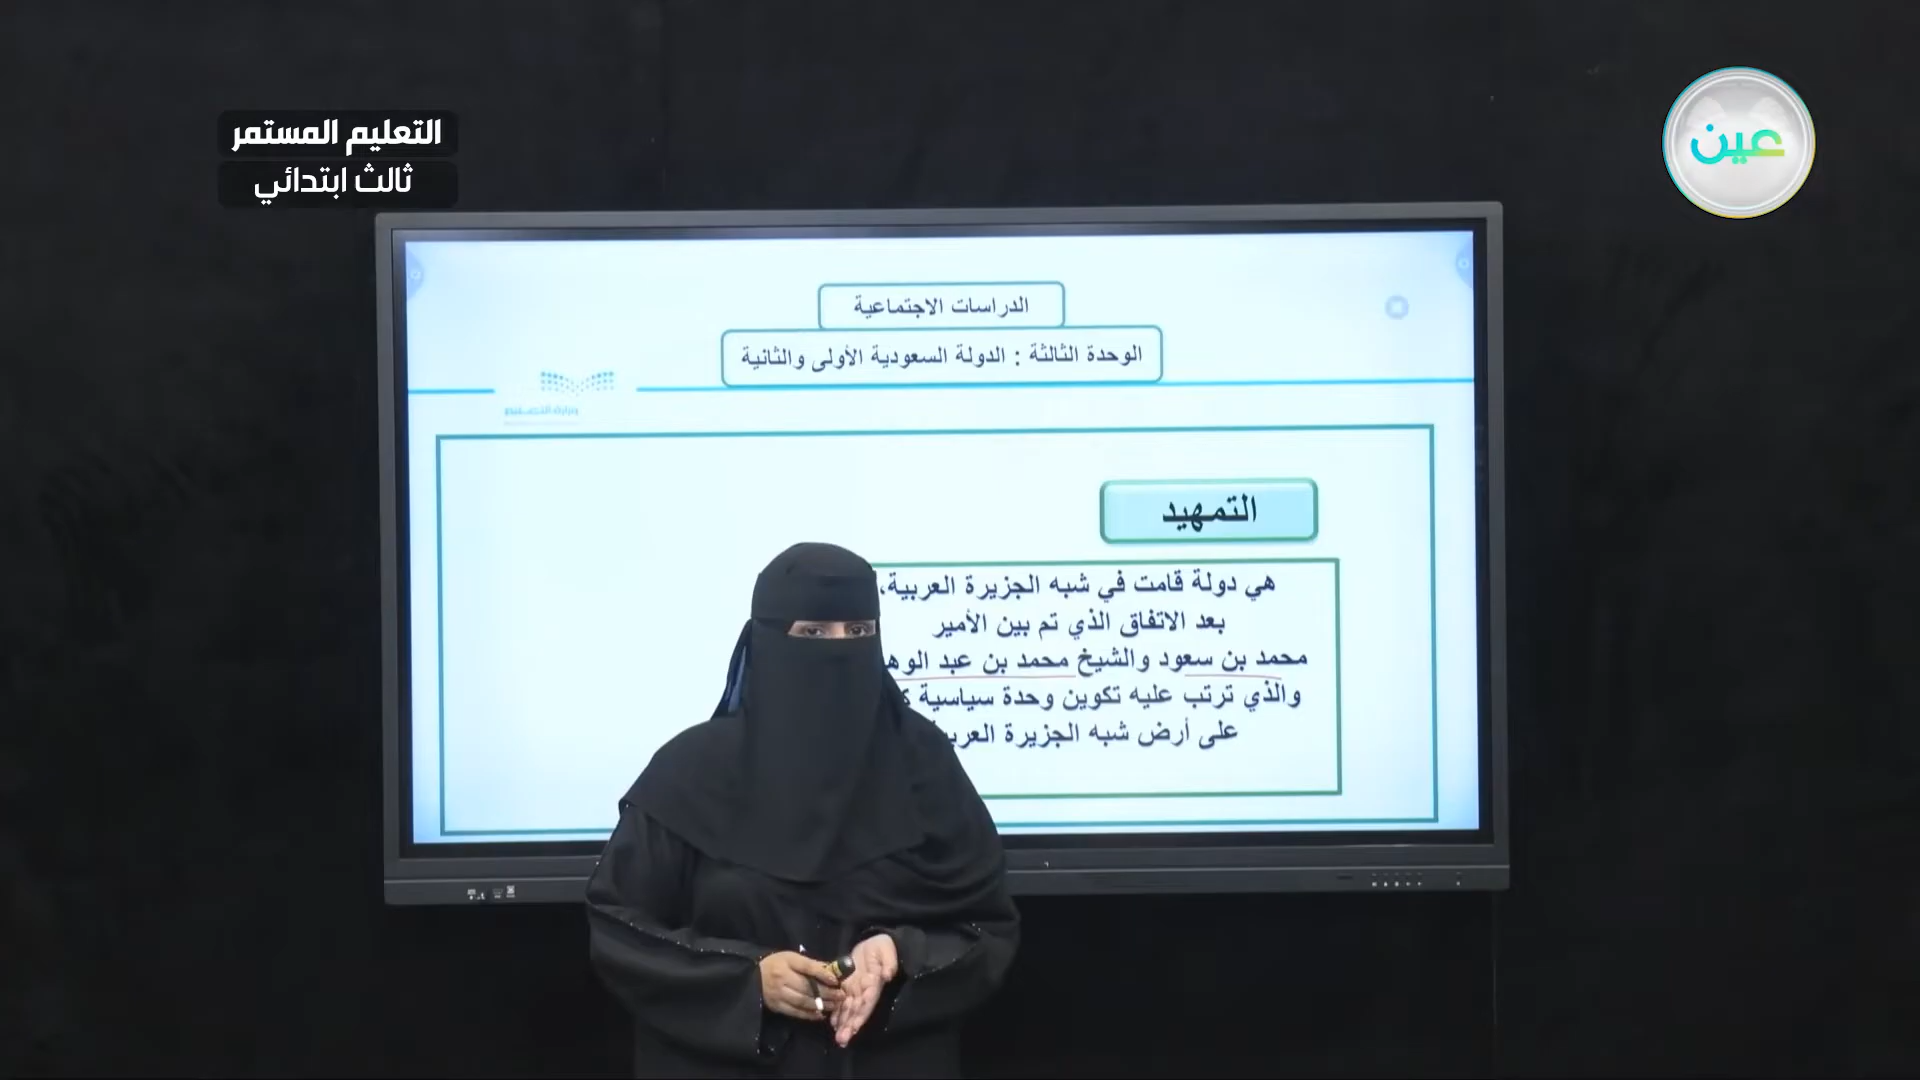 التعليم المستمر
ثالث ابتدائي
عين
الدراسات الاجتماعية
الوحدة الثالثة : الدولة السعودية الأولى والثانية
وزارة التعليم
التمهيد
هي دولة قامت في شبه الجزيرة العربية،
بعد الاتفاق الذي تم بين الأمير
محمد بن سعود والشيخ محمد بن عبد
والذي ترتب عليه تكوين وحدة سياسية
على أرض شبه الجزيرة